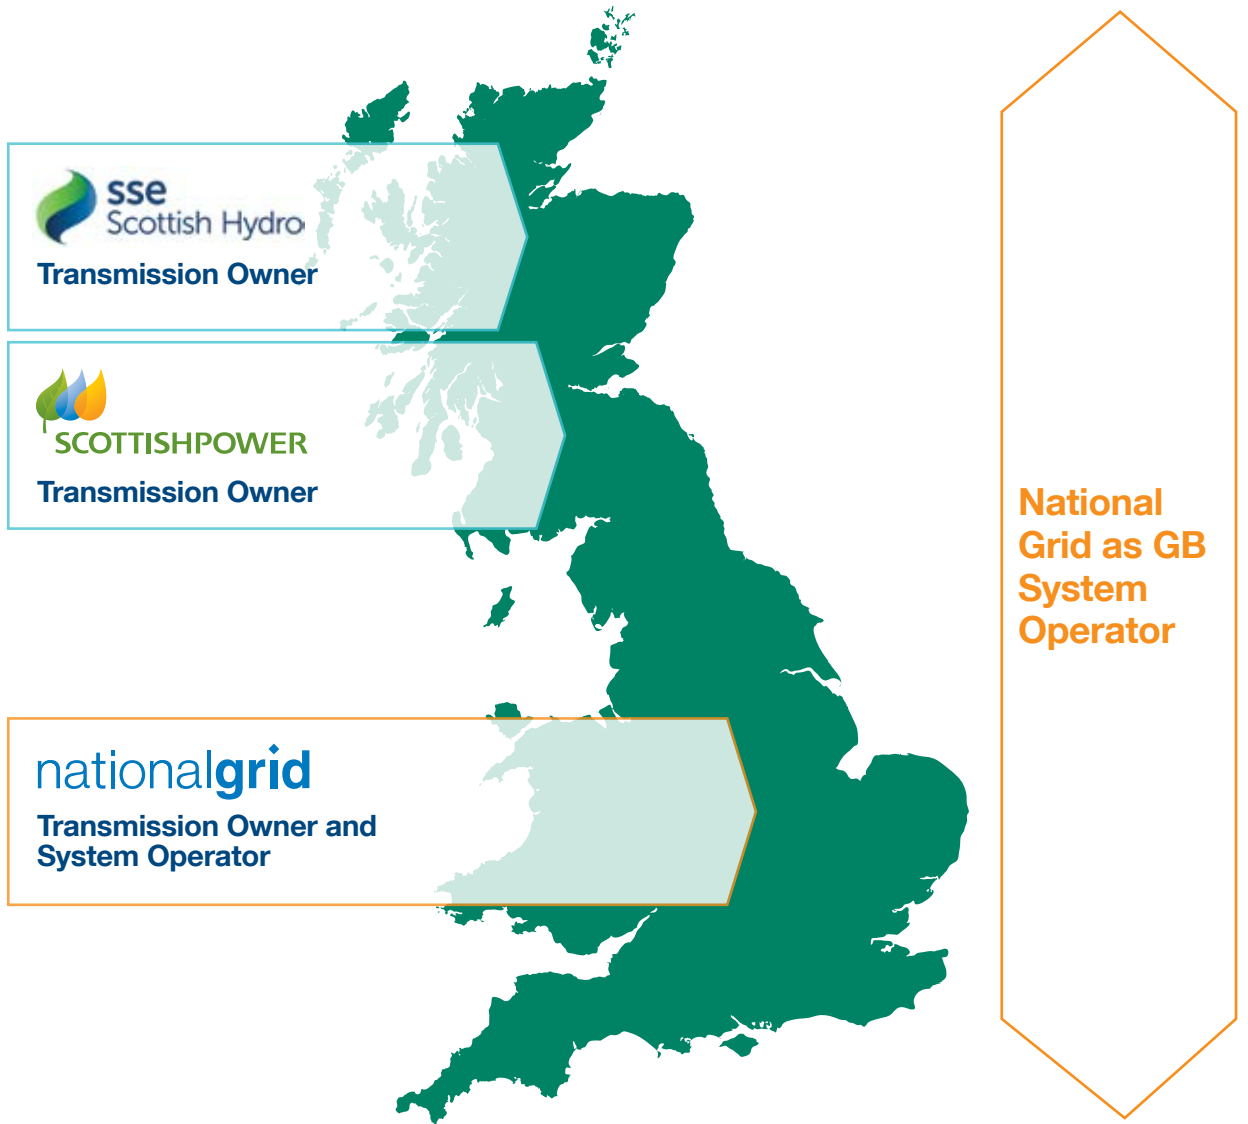 sse
Scottish Hydro
Transmission Owner
SCOTTISHPOWER
Transmission Owner
nationalgrid
Transmission Owner and
System Operator
National
Grid as GB
System
Operator